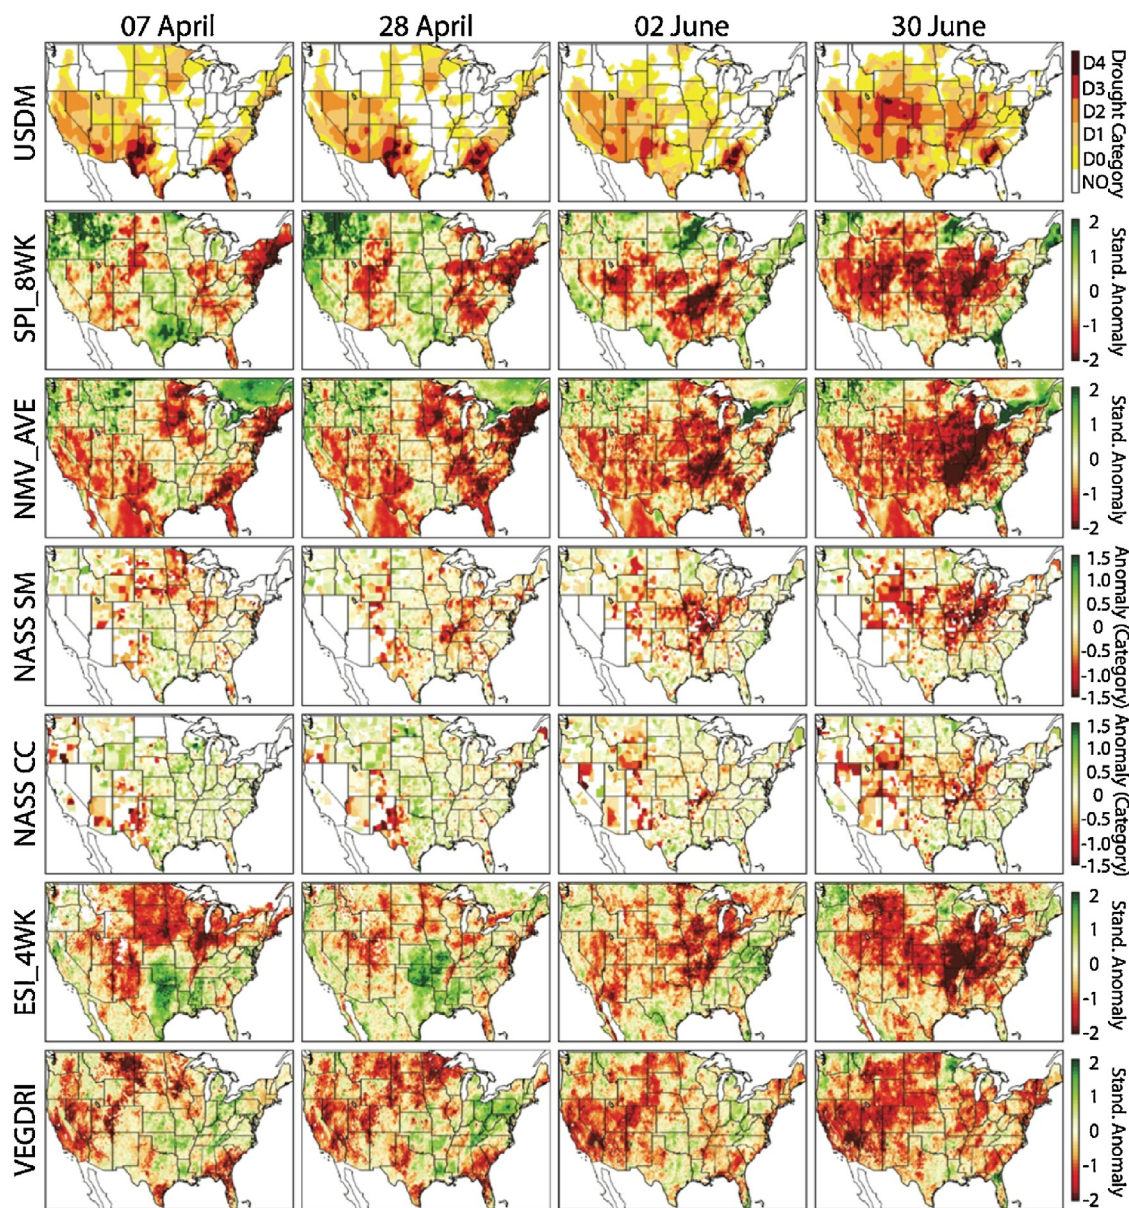 07 April 28 April 02 June 30 June
USDM
D4
D3
D2
D1
D0
NO
Drought Category
SPI_8WK
2
1
0
-1
-2
Stand. Anomaly
NMV_AVE
2
1
0
-1
-2
Stand. Anomaly
NASS SM
1.5
1.0
0.5
0
-0.5
-1.0
-1.5
Anomaly (Category)
NASS CC
1.5
1.0
0.5
0
-0.5
-1.0
-1.5
Anomaly (Category)
ESI_4WK
2
1
0
-1
-2
Stand. Anomaly
VEGDRI
2
1
0
-1
-2
Stand. Anomaly